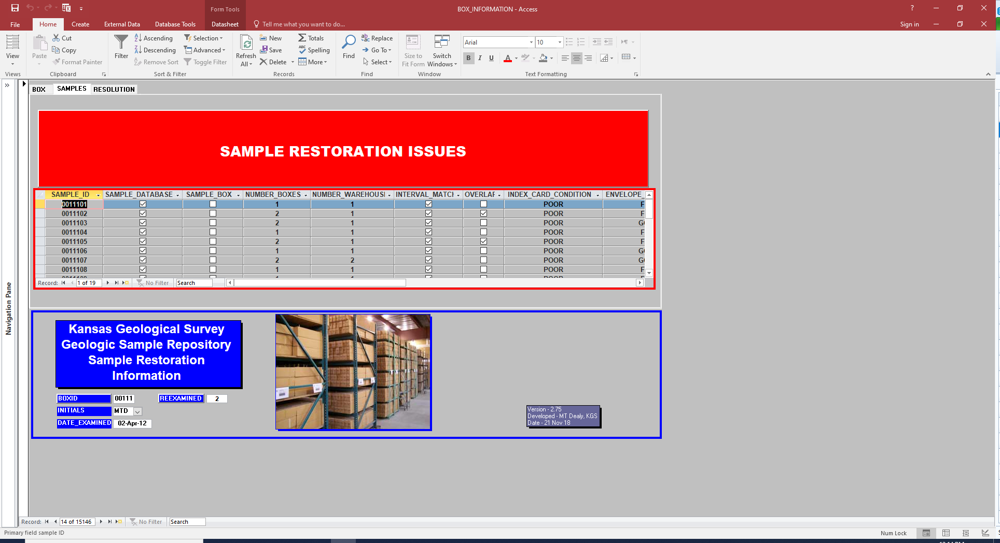 Form Tools
BOX_INFORMATION - Access
?
File Home Create External Data Database Tools Datasheet Tell me what you want to do... Sign in
View
Views
Paste
Cut
Copy
Format Painter
Clipboard
Filter
Ascending
Descending
Remove Sort
Selection
Advanced
Toggle Filter
Sort & Filter
Refresh
All
New
Save
Delete
Totals
Spelling
More
Records
Find
Replace
Go To
Select
Find
Size to
Fit Form
Switch
Windows
Window
Arial 10
B I U
Text Formatting
Navigation Pane
BOX SAMPLES RESOLUTION
SAMPLE RESTORATION ISSUES
SAMPLE_ID SAMPLE_DATABASE SAMPLE_BOX NUMBER_BOXES NUMBER_WAREHOUS INTERVAL_MATCH OVERLAP INDEX_CARD_CONDITION ENVELOPE_
0011101 1 1 POOR F
0011102 2 1 POOR F
0011103 2 1 POOR G
0011104 1 1 POOR F
0011105 2 1 POOR F
0011106 1 1 POOR G
0011107 2 2 POOR G
0011108 1 1 POOR F
Record: 1 of 19 No Filter Search
Kansas Geological Survey
Geologic Sample Repository
Sample Restoration
Information
BOXID 00111 REEXAMINED 2
INITIALS MTD
DATE_EXAMINED 02-Apr-12
Version - 2.75
Developed - MT Dealy, KGS
Date - 21 Nov 18
Record: 14 of 15146 No Filter Search
Primary field sample ID
Num Lock